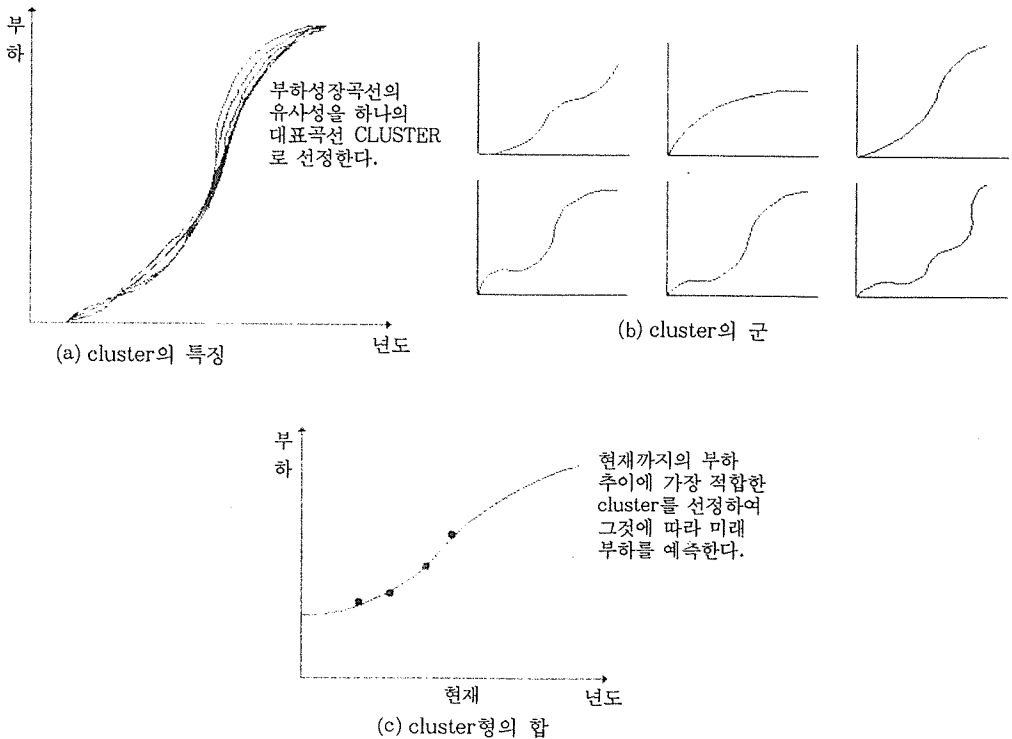 부
하
부하성장곡선의
유사성을 하나의
대표곡선 CLUSTER
로 선정한다.
년도
(a) cluster의 특징
(b) cluster의 군
부
하
현재까지의 부하
추이에 가장 적합한
cluster를 선정하여
그것에 따라 미래
부하를 예측한다.
현재
년도
(c) cluster형의 합